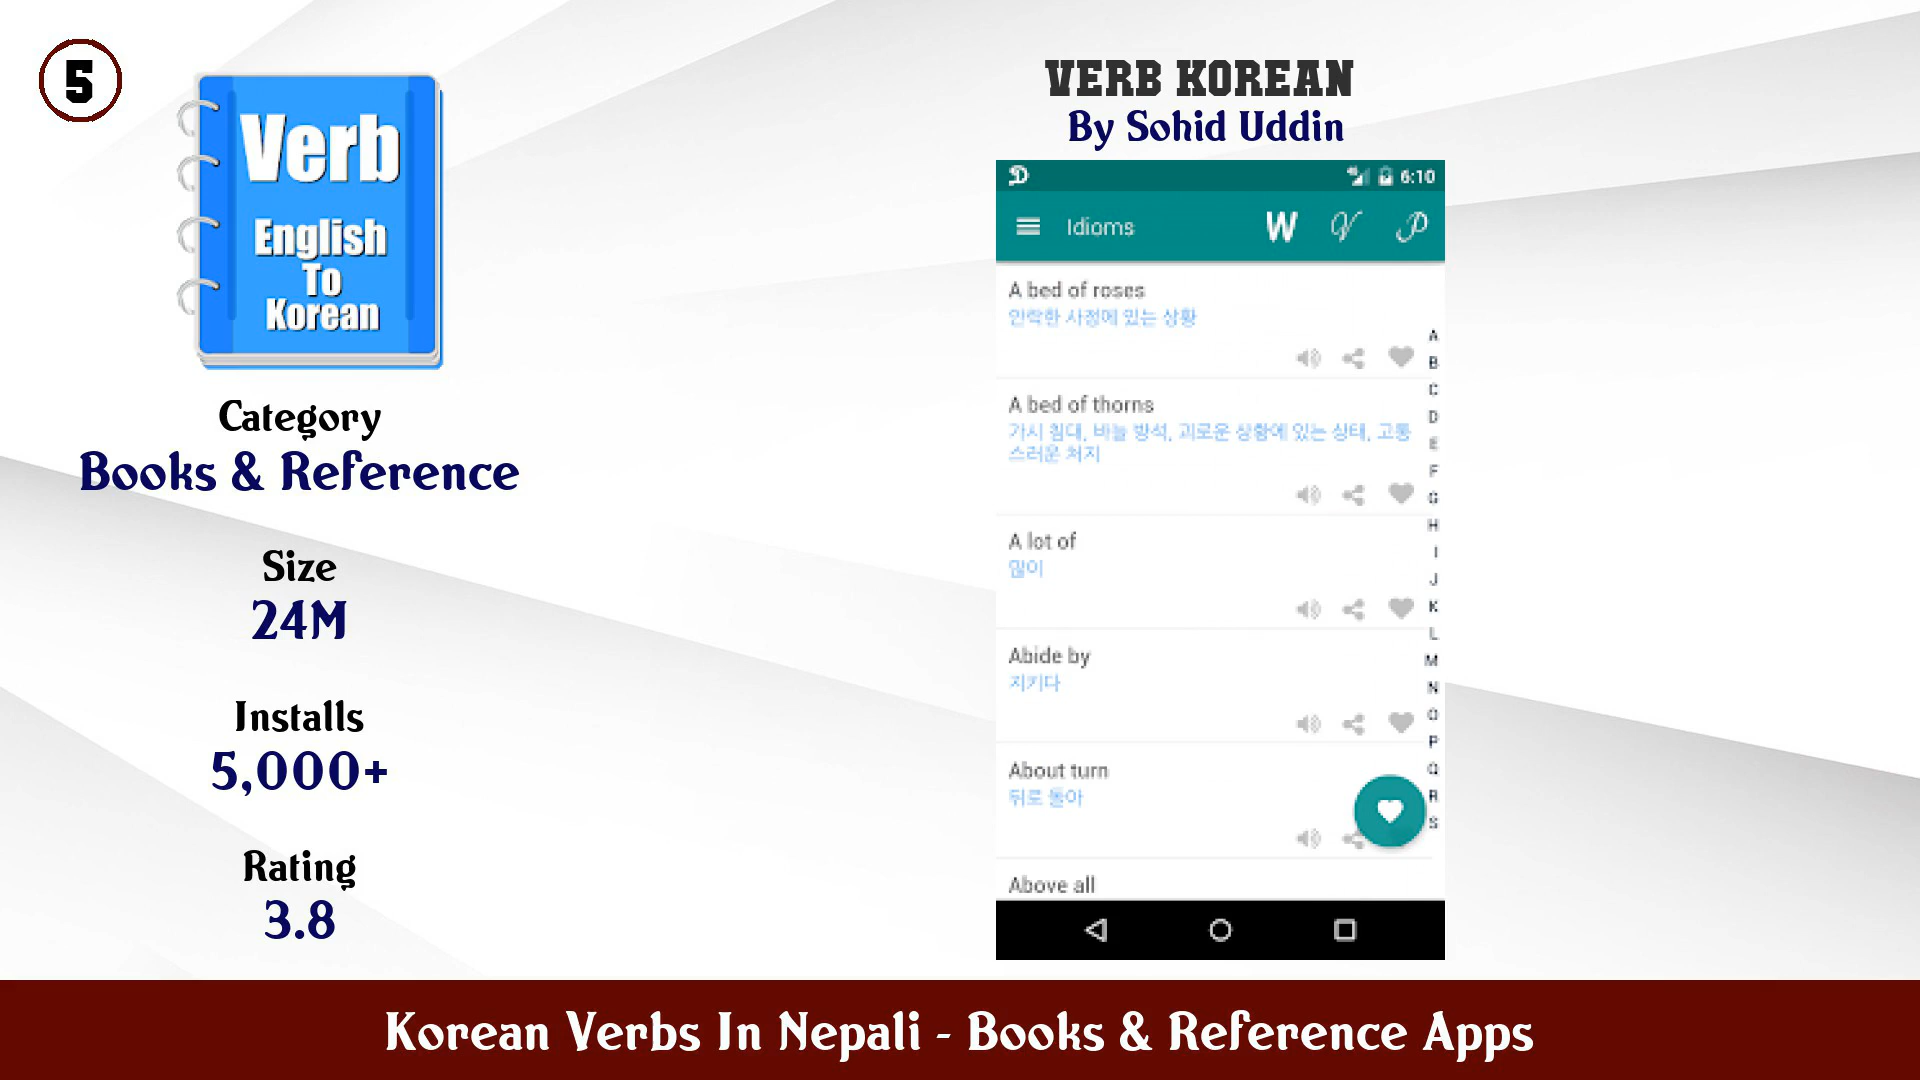 5
Verb
English
To
Korean
Category
Books & Reference
Size
24M
Installs
5,000+
Rating
3.8
VERB KOREAN
By Sohid Uddin
6:10
Idioms
W V P
A bed of roses
안락한 사정에 있는 상황
A bed of thorns
가시 침대, 바늘 방석, 괴로운 상황에 있는 상태, 고통
스러운 처지
A lot of
많이
Abide by
지키다
About turn
뒤로 돌아
Above all
A
B
C
D
E
F
G
H
I
J
K
L
M
N
O
P
Q
R
S
Korean Verbs In Nepali - Books & Reference Apps